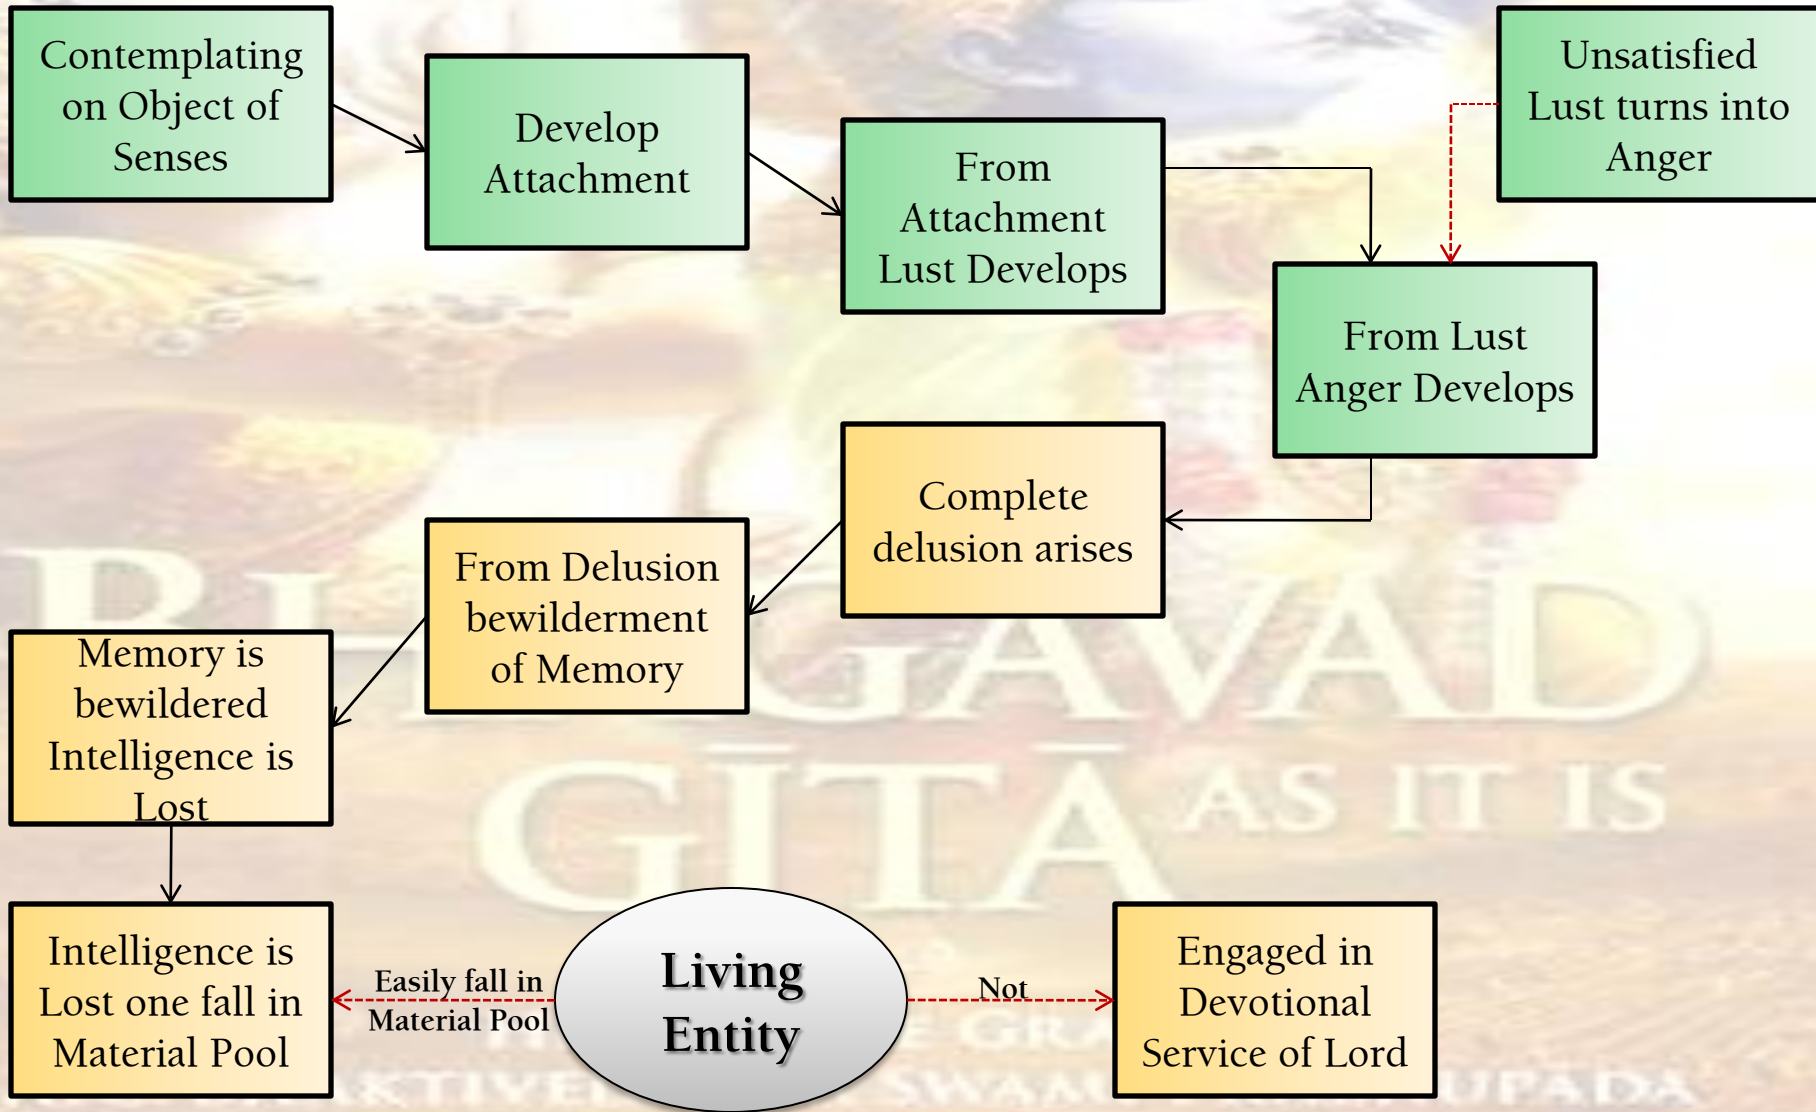 Contemplating
on Object of
Senses
Develop
Attachment
From
Attachment
Lust Develops
Unsatisfied
Lust turns into
Anger
From Lust
Anger Develops
Complete
delusion arises
From Delusion
bewilderment
of Memory
Memory is
bewildered
Intelligence is
Lost
Intelligence is
Lost one fall in
Material Pool
Easily fall in
Material Pool
Living
Entity
Not
Engaged in
Devotional
Service of Lord
GAVAD
GĪTĀ AS IT IS